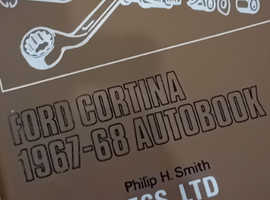 FORD CORTINA
1967-68 AUTOBOOK
Philip H. Smith
LTD